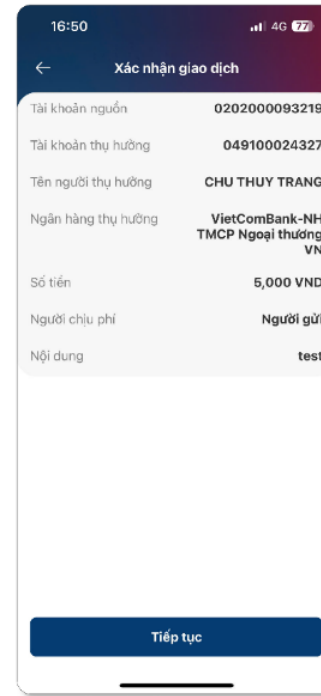 16:50 4G 77
Xác nhận giao dịch
Tài khoản nguồn 0202000093219
Tài khoản thụ hưởng 049100024327
Tên người thụ hưởng CHU THUY TRANG
Ngân hàng thụ hưởng VietComBank-NH
TMCP Ngoại thương
VN
Số tiền 5,000 VND
Người chịu phí Người gửi
Nội dung test
Tiếp tục